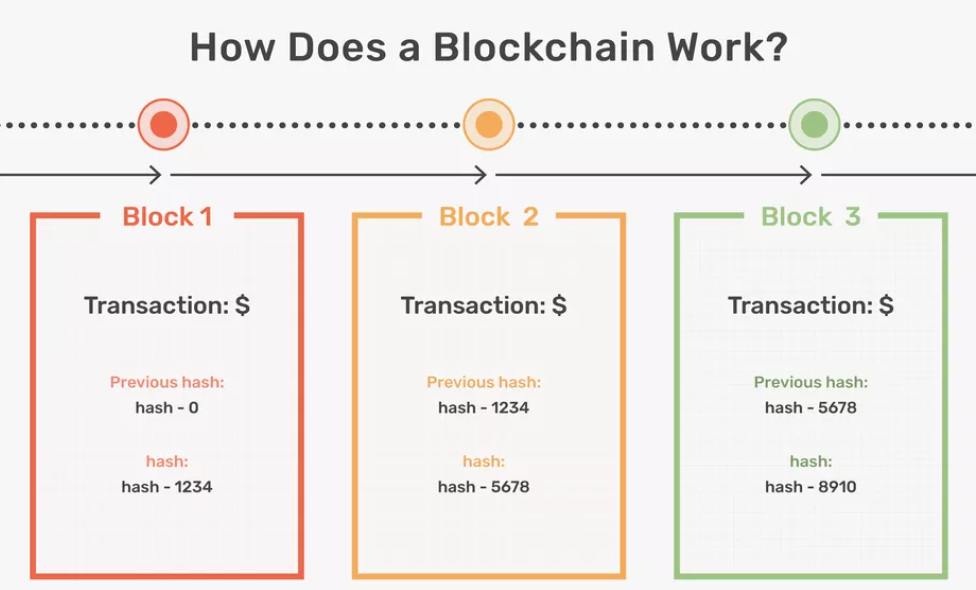 How Does a Blockchain Work?
Block 1
Transaction: $
Previous hash:
hash - 0
hash:
hash - 1234
Block 2
Transaction: $
Previous hash:
hash - 1234
hash:
hash - 5678
Block 3
Transaction: $
Previous hash:
hash - 5678
hash:
hash - 8910